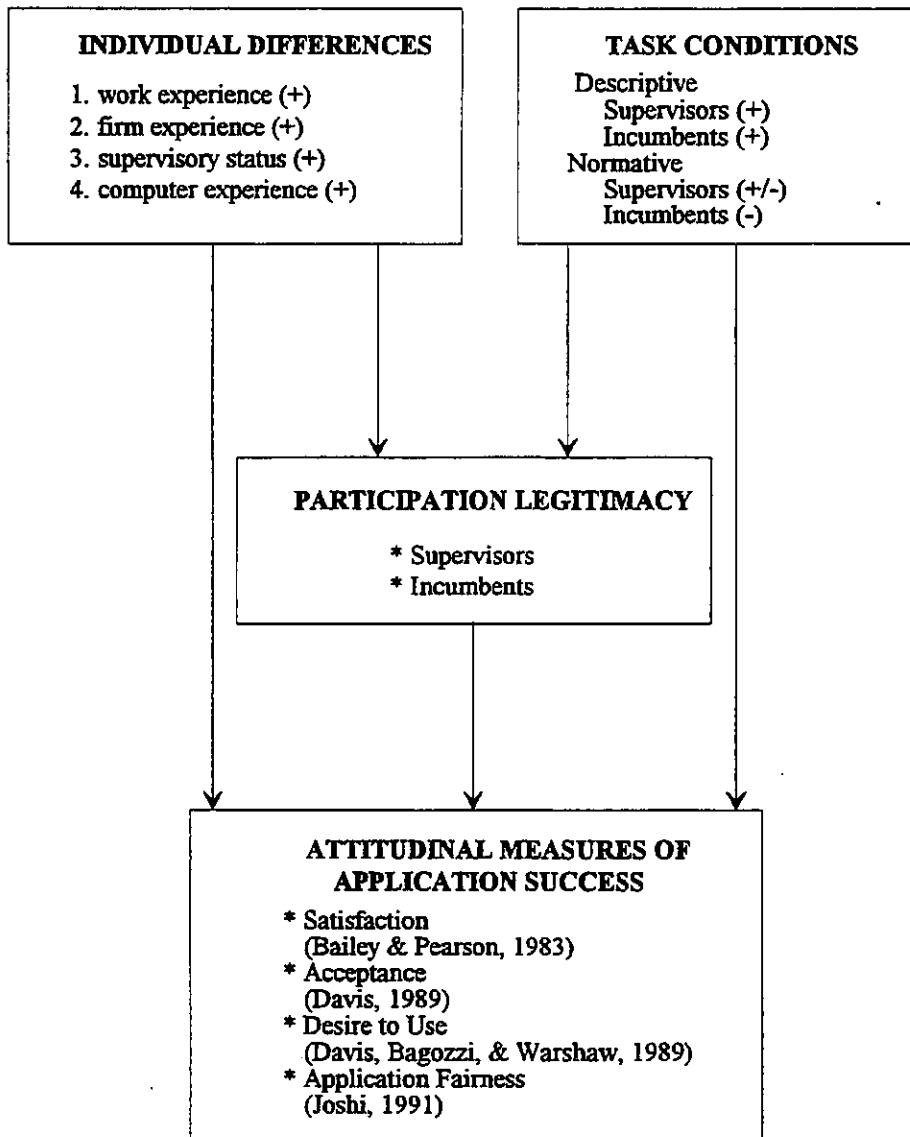 INDIVIDUAL DIFFERENCES
1. work experience (+)
2. firm experience (+)
3. supervisory status (+)
4. computer experience (+)
TASK CONDITIONS
Descriptive
Supervisors (+)
Incumbents (+)
Normative
Supervisors (+/-)
Incumbents (-)
PARTICIPATION LEGITIMACY
* Supervisors
* Incumbents
ATTITUDINAL MEASURES OF
APPLICATION SUCCESS
* Satisfaction
(Bailey & Pearson, 1983)
* Acceptance
(Davis, 1989)
* Desire to Use
(Davis, Bagozzi, & Warshaw, 1989)
* Application Fairness
(Joshi, 1991)